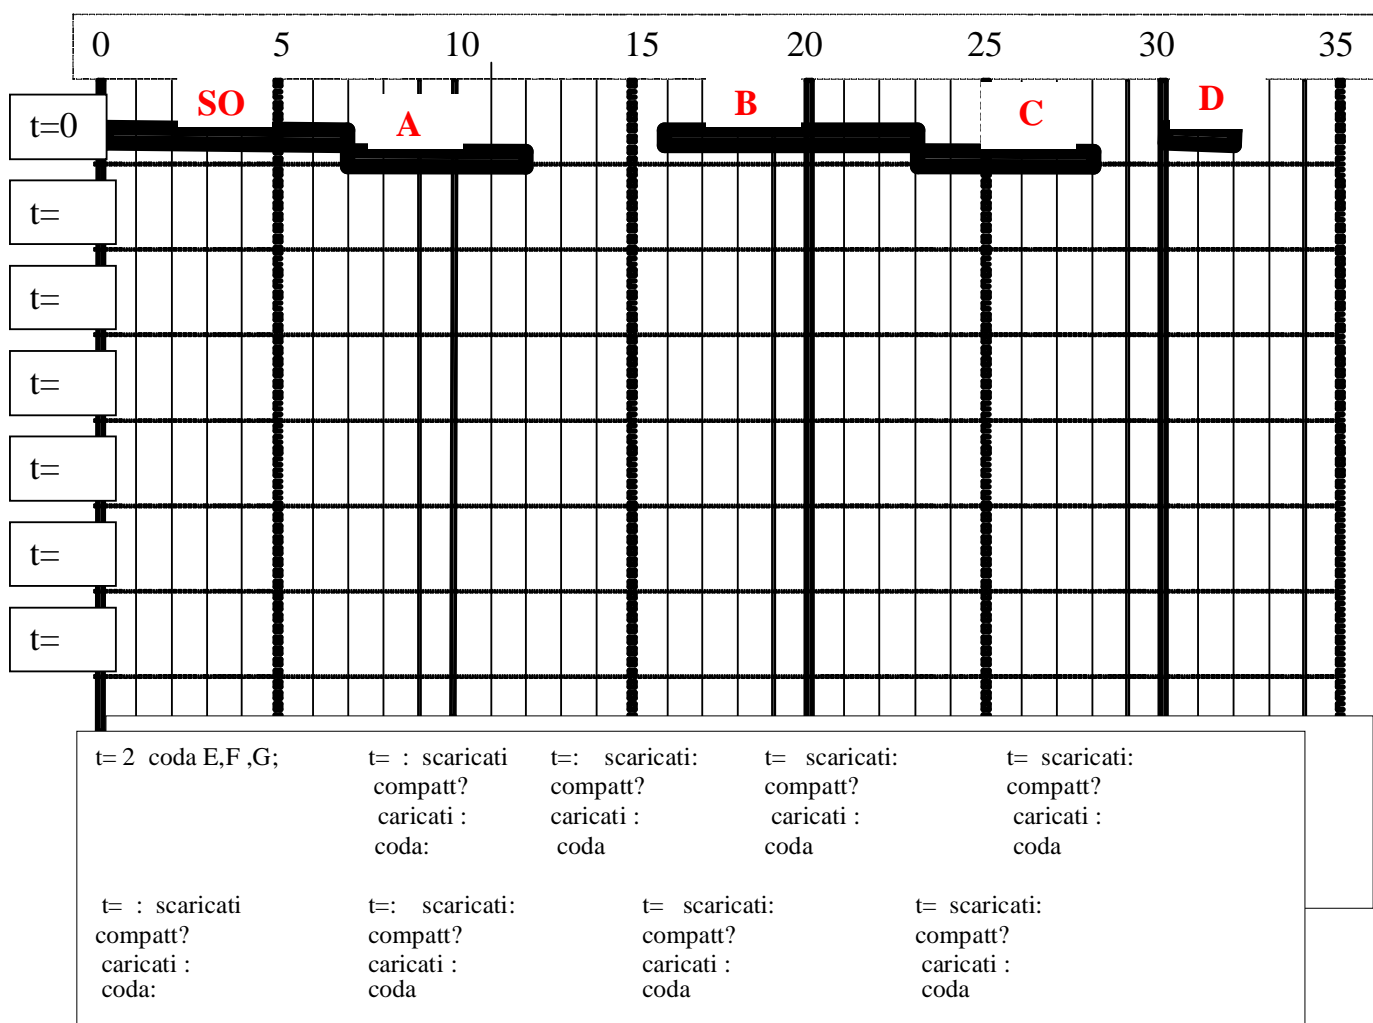 0 5 10 15 20 25 30 35
t=0 SO A B C D
t=
t=
t=
t=
t=
t=
t= 2 coda E,F ,G; t= : scaricati t=: scaricati: t= scaricati: t= scaricati:
compatt? compatt? compatt? compatt?
caricati : caricati : caricati : caricati :
coda: coda coda coda
t= : scaricati t=: scaricati: t= scaricati: t= scaricati:
compatt? compatt? compatt? compatt?
caricati : caricati : caricati : caricati :
coda: coda coda coda